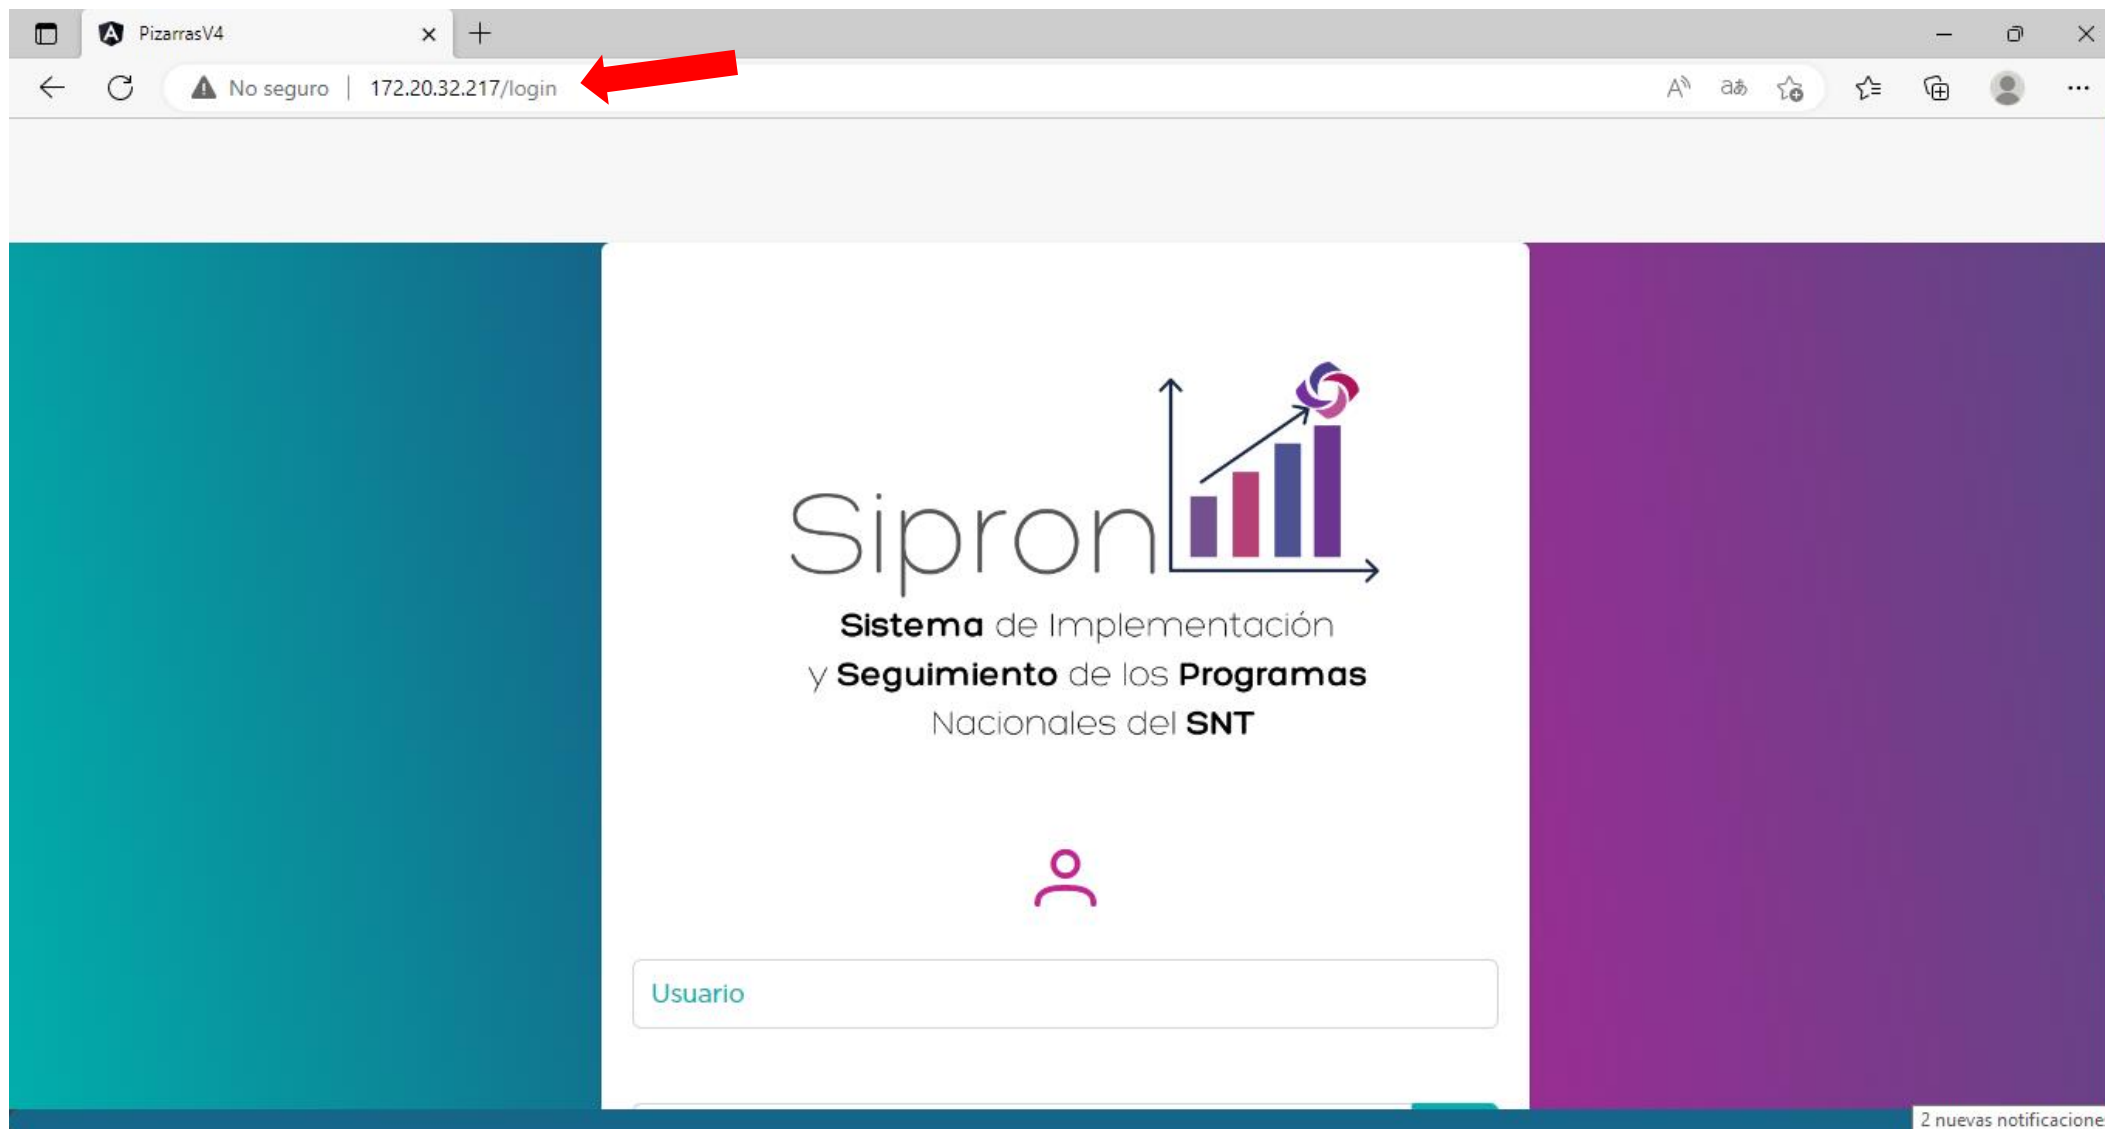 PizarrasV4
No seguro | 172.20.32.217/login
Sipron
Sistema de Implementación
y Seguimiento de los Programas
Nacionales del SNT
Usuario
2 nuevas notificacione